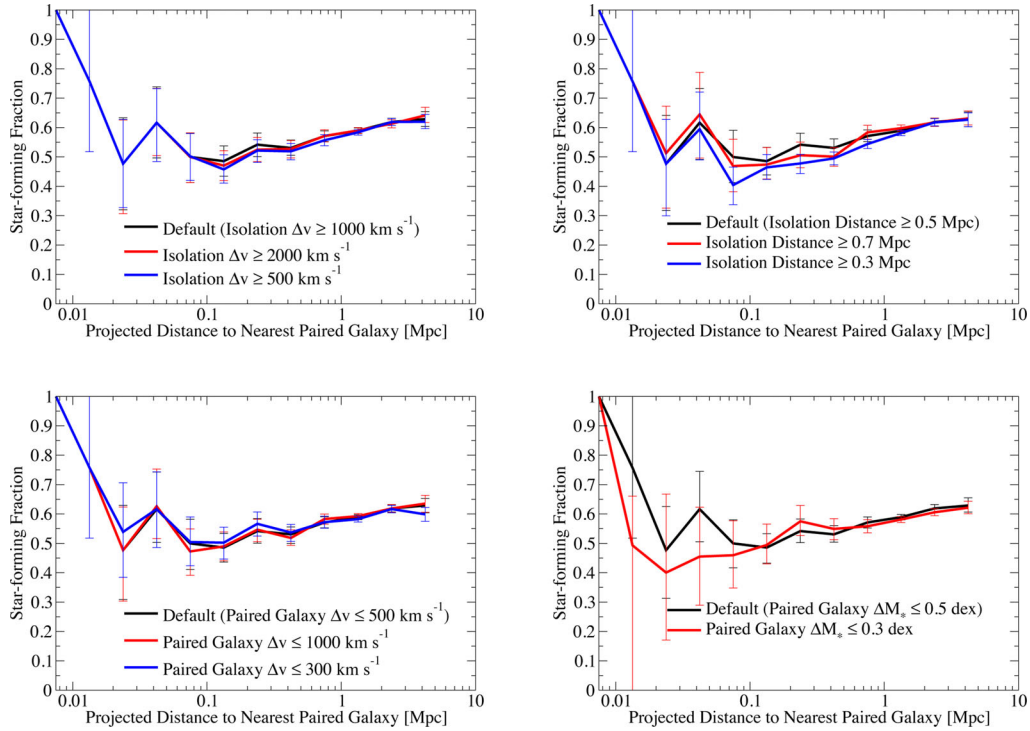 1
0.9
0.8
0.7
0.6
0.5
0.4
0.3
0.2
0.1
0
Star-forming Fraction
Default (Isolation Δv ≥ 1000 km s⁻¹)
Isolation Δv ≥ 2000 km s⁻¹
Isolation Δv ≥ 500 km s⁻¹
0.01 0.1 1 10
Projected Distance to Nearest Paired Galaxy [Mpc]
1
0.9
0.8
0.7
0.6
0.5
0.4
0.3
0.2
0.1
0
Star-forming Fraction
Default (Isolation Distance ≥ 0.5 Mpc)
Isolation Distance ≥ 0.7 Mpc
Isolation Distance ≥ 0.3 Mpc
0.01 0.1 1 10
Projected Distance to Nearest Paired Galaxy [Mpc]
1
0.9
0.8
0.7
0.6
0.5
0.4
0.3
0.2
0.1
0
Star-forming Fraction
Default (Paired Galaxy Δv ≤ 500 km s⁻¹)
Paired Galaxy Δv ≤ 1000 km s⁻¹
Paired Galaxy Δv ≤ 300 km s⁻¹
0.01 0.1 1 10
Projected Distance to Nearest Paired Galaxy [Mpc]
1
0.9
0.8
0.7
0.6
0.5
0.4
0.3
0.2
0.1
0
Star-forming Fraction
Default (Paired Galaxy ΔM* ≤ 0.5 dex)
Paired Galaxy ΔM* ≤ 0.3 dex
0.01 0.1 1 10
Projected Distance to Nearest Paired Galaxy [Mpc]